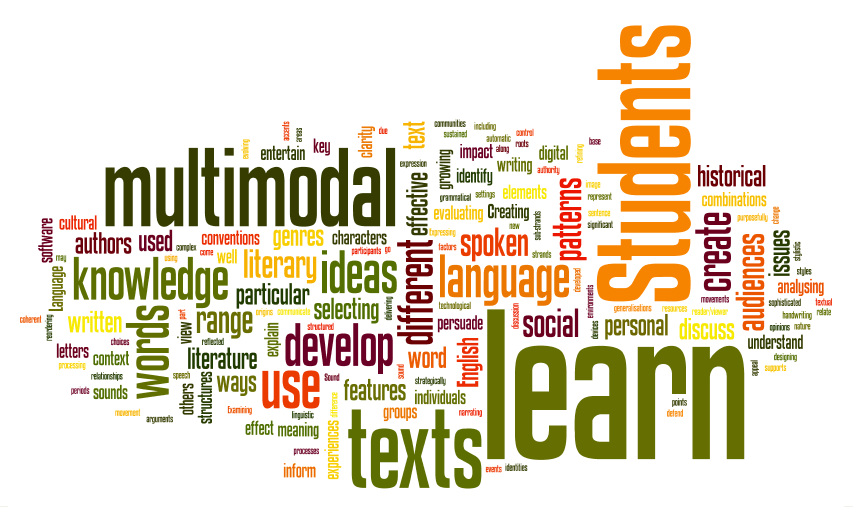 Students
learn
multimodal
texts
language
develop
knowledge
words
use
ideas
different
create
literary
literature
range
spoken
patterns
audiences
social
historical
combinations
issues
analysing
understand
discuss
personal
word
English
persuade
features
individuals
groups
experiences
inform
effect
meaning
ways
structures
others
explain
selecting
particular
characters
genres
conventions
used
authors
cultural
software
Language
written
letters
context
sounds
view
well
entertain
key
clarity
text
effective
growing
identify
impact
writing
digital
elements
Creating
evaluating
communities
including
sustained
automatic
control
roots
along
authority
base
refining
image
represent
sentence
significant
settings
grammatical
expression
due
areas
accents
evolving
expressing
factors
new
sub-strands
strands
developed
environments
technological
discussion
devices
generalisations
resources
reader/viewer
movements
purposefully
change
stylistic
styles
sophisticated
textual
relate
handwriting
opinions
nature
designing
supports
appeal
points
defend
events
identities
narrating
strategically
sound
Sound
structured
delivering
participants
go
complex
come
using
may
coherent
reordering
choices
processing
relationships
periods
movement
arguments
speech
reflected
part
origins
commercials
Examining
linguistic
difference
processes